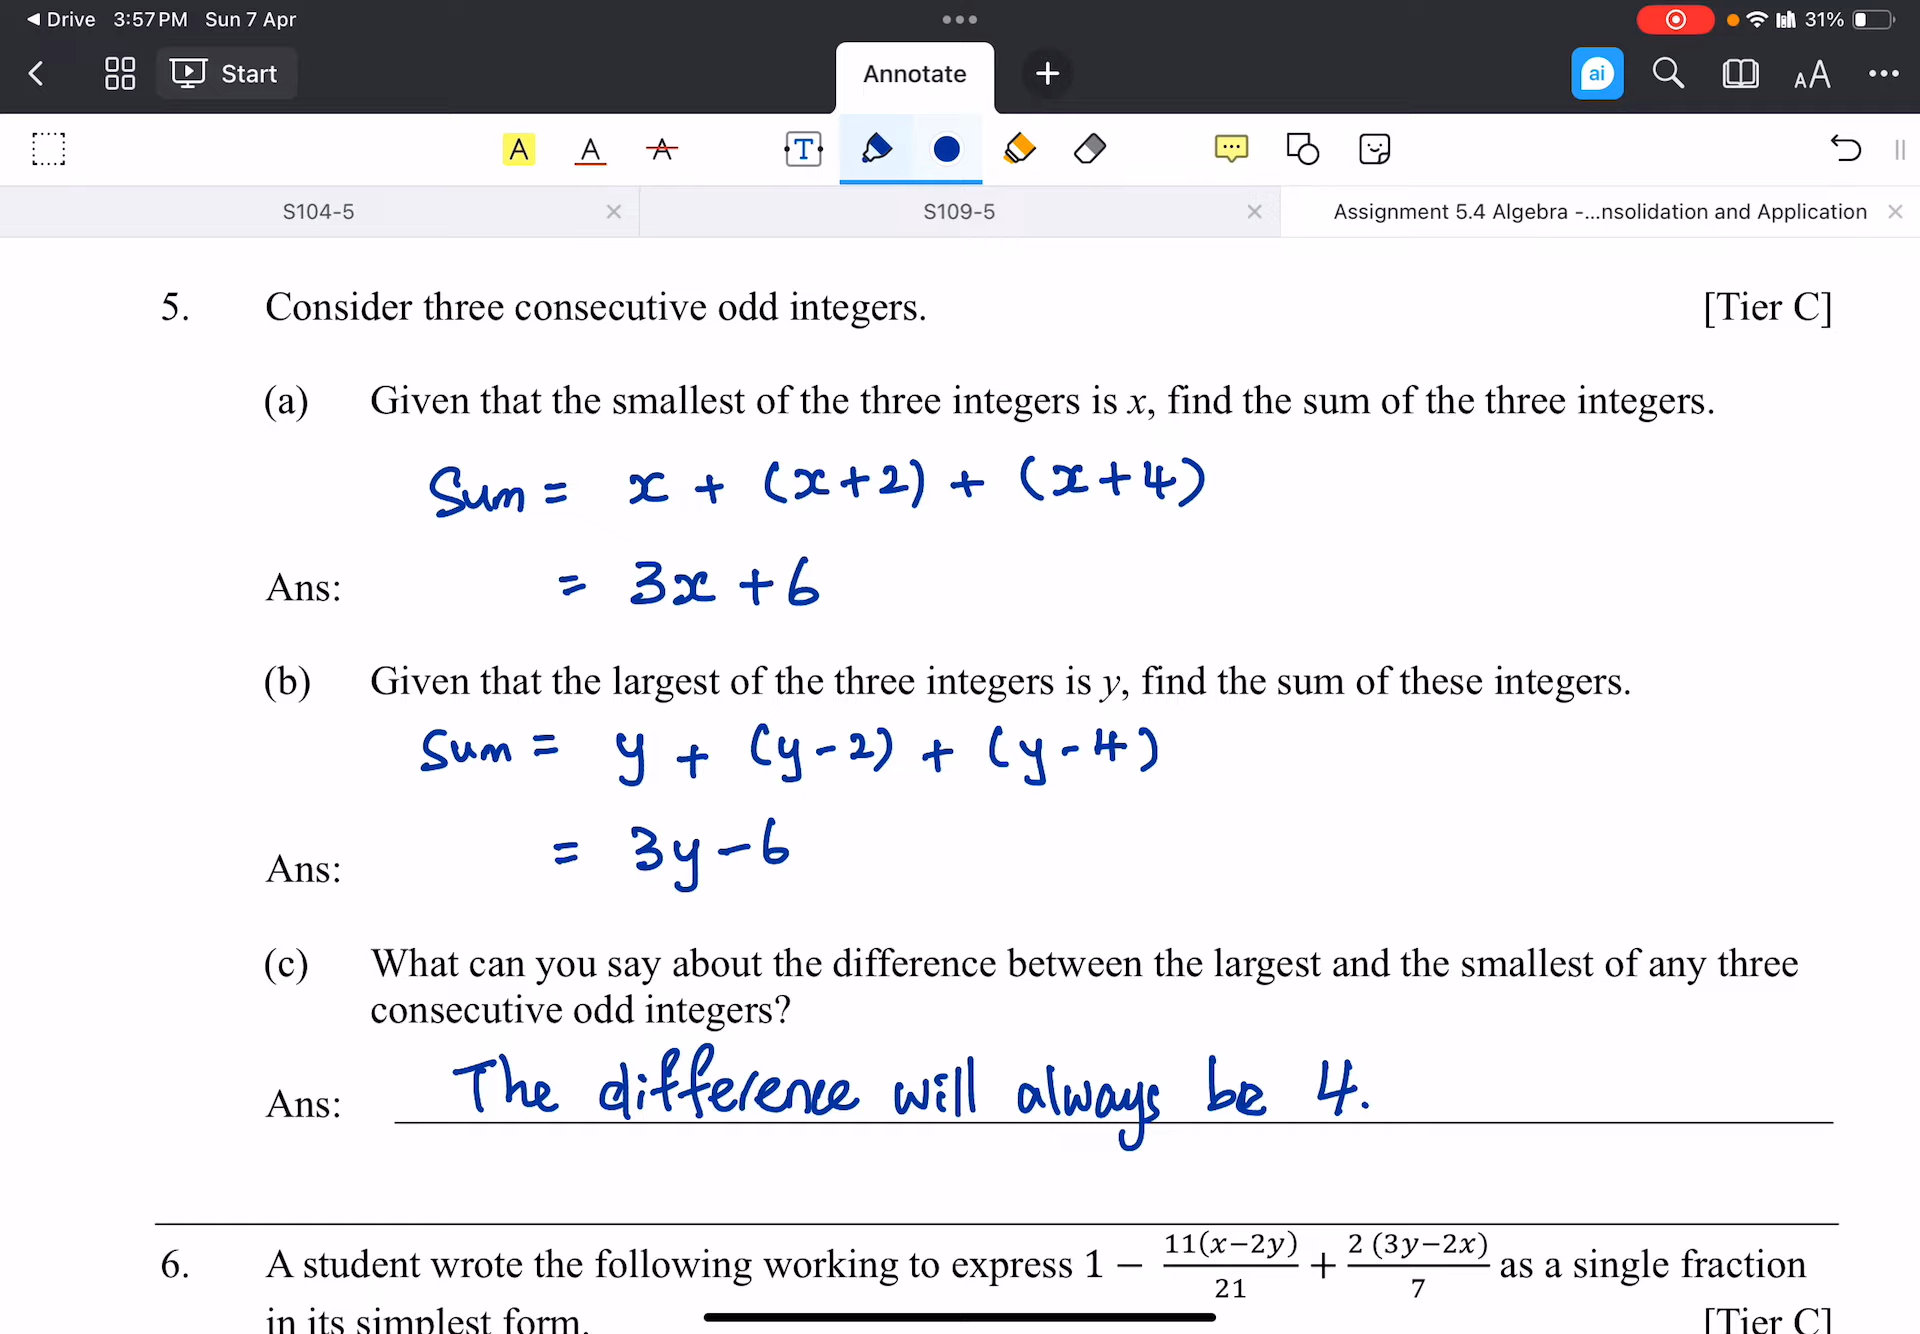 Drive 3:57 PM Sun 7 Apr 31%
Start Annotate ai AA
A A A T
S104-5 S109-5 Assignment 5.4 Algebra -...nsolidation and Application
5. Consider three consecutive odd integers. [Tier C]
(a) Given that the smallest of the three integers is x, find the sum of the three integers.
Sum = x + (x+2) + (x+4)
Ans: = 3x + 6
(b) Given that the largest of the three integers is y, find the sum of these integers.
Sum = y + (y-2) + (y-4)
Ans: = 3y-6
(c) What can you say about the difference between the largest and the smallest of any three
consecutive odd integers?
Ans: The difference will always be 4.
6. A student wrote the following working to express 1 − 11(x−2y)/21 + 2 (3y−2x)/7 as a single fraction
in its simplest form. [Tier C]